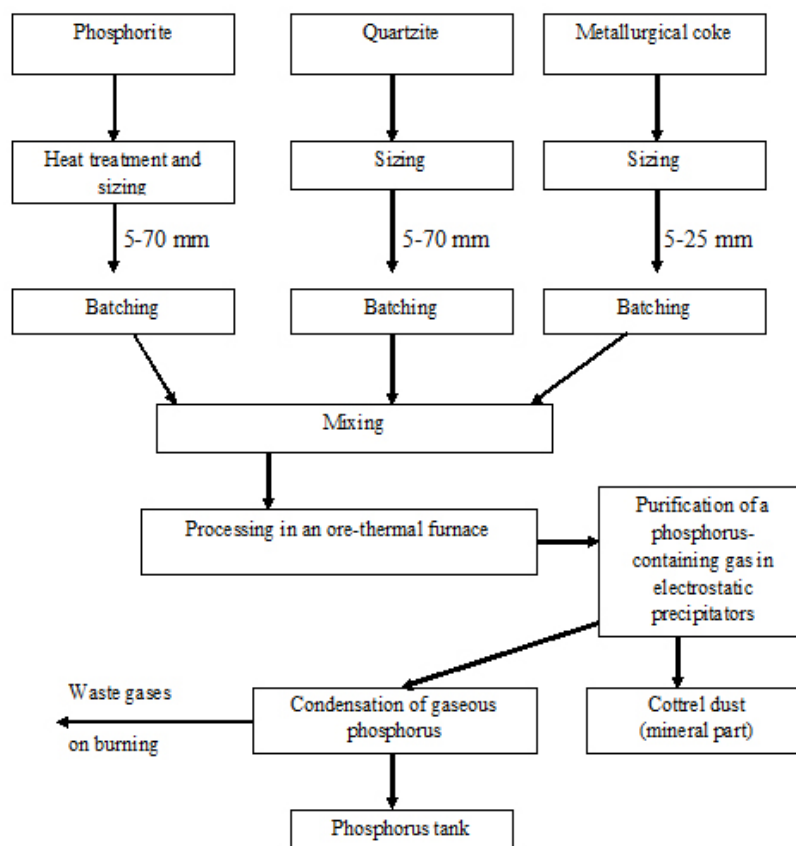 Phosphorite
Quartzite
Metallurgical coke
Heat treatment and
sizing
Sizing
Sizing
5-70 mm
5-70 mm
5-25 mm
Batching
Batching
Batching
Mixing
Processing in an ore-thermal furnace
Purification of a
phosphorus-
containing gas in
electrostatic
precipitators
Waste gases
on burning
Condensation of gaseous
phosphorus
Cottrel dust
(mineral part)
Phosphorus tank